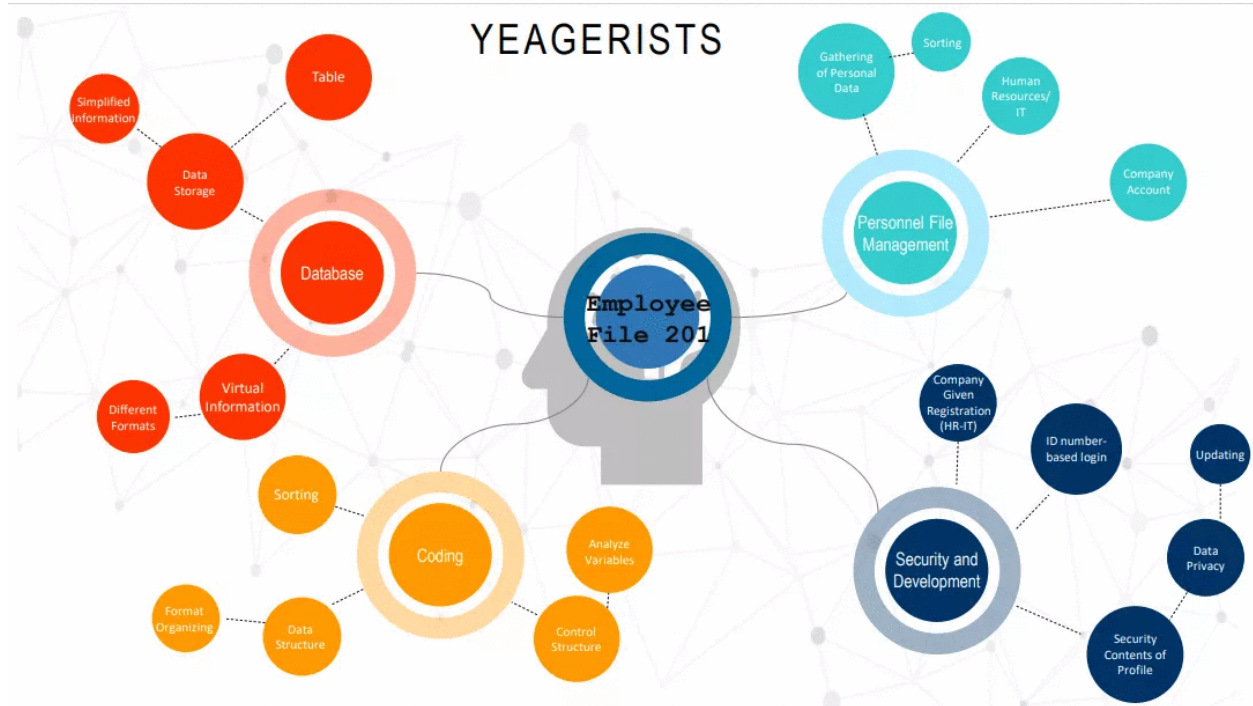 YEAGERISTS
Table
Simplified
Information
Data
Storage
Database
Virtual
Information
Different
Formats
Employee
File 201
Gathering
of Personal
Data
Sorting
Human
Resources/
IT
Company
Account
Personnel File
Management
Sorting
Coding
Analyze
Variables
Format
Organizing
Data
Structure
Control
Structure
Company
Given
Registration
(HR-IT)
ID number-
based login
Updating
Security and
Development
Data
Privacy
Security
Contents of
Profile